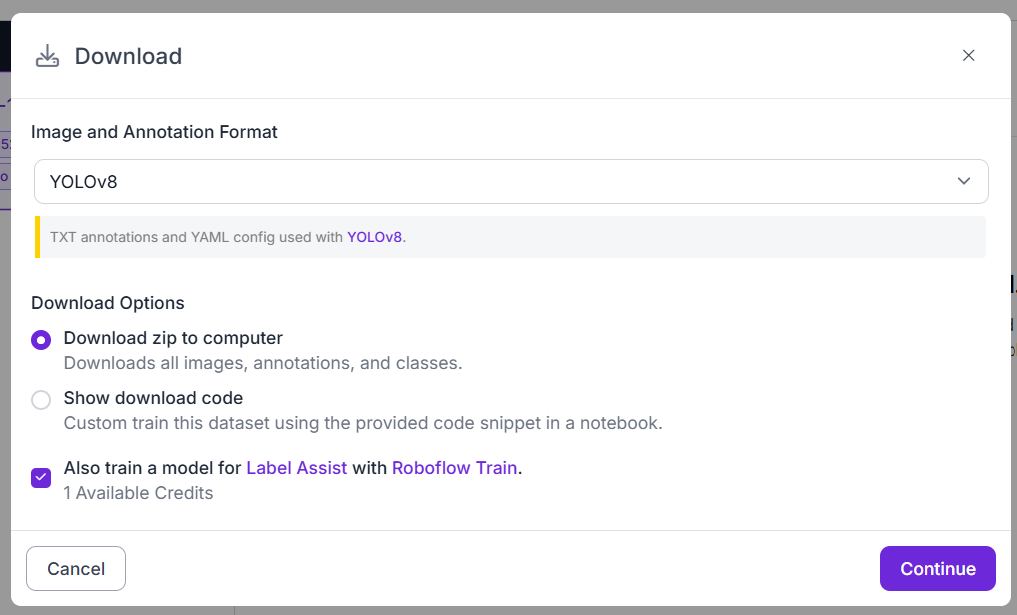 Download
Image and Annotation Format
YOLOv8
TXT annotations and YAML config used with YOLOv8.
Download Options
Download zip to computer
Downloads all images, annotations, and classes.
Show download code
Custom train this dataset using the provided code snippet in a notebook.
Also train a model for Label Assist with Roboflow Train.
1 Available Credits
Cancel
Continue